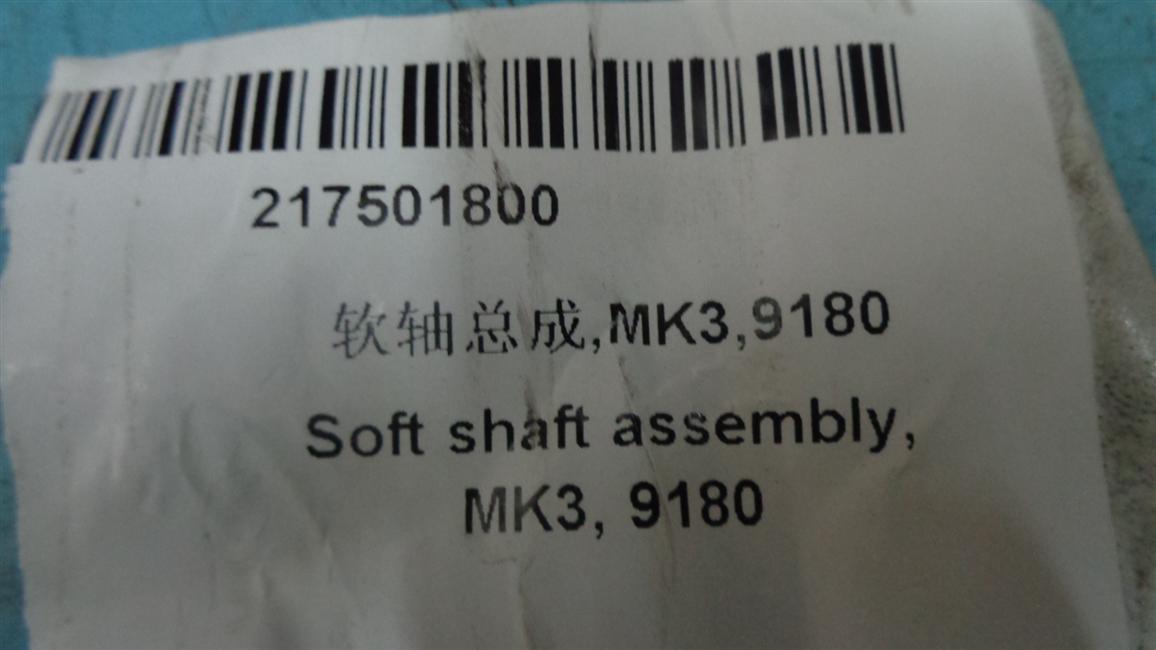 217501800
软轴总成,MK3,9180
Soft shaft assembly,
MK3, 9180